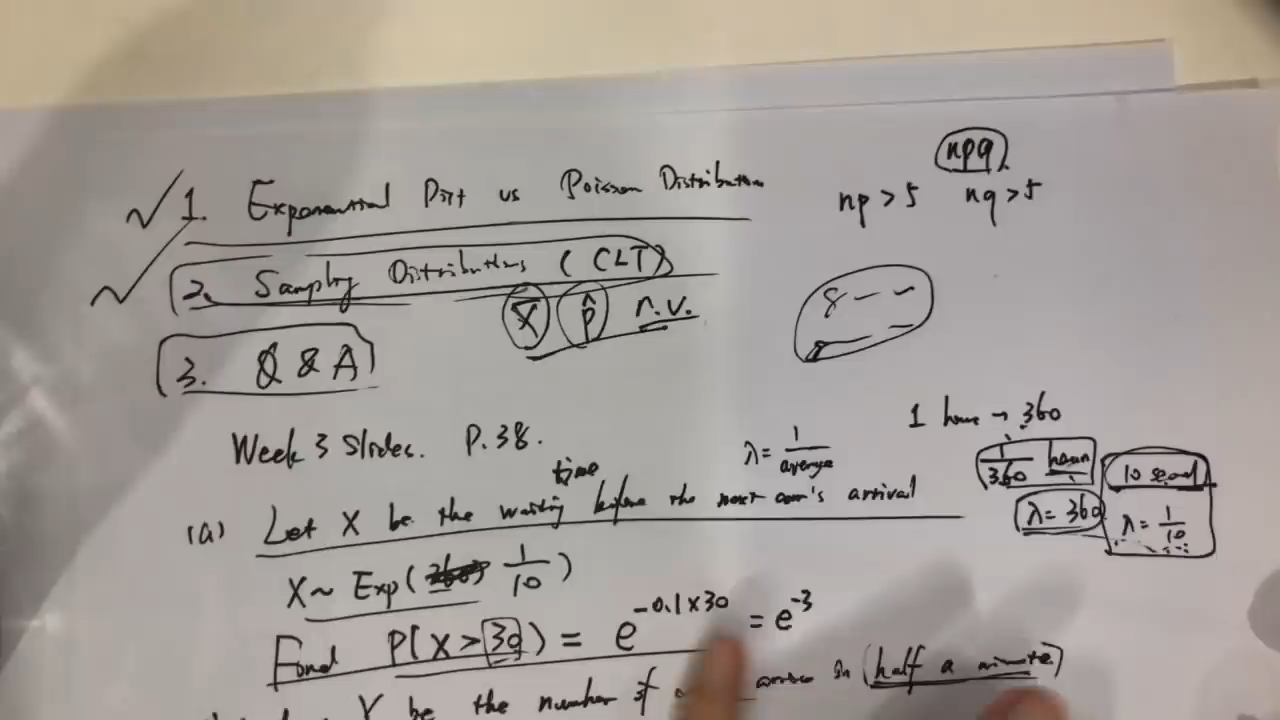 npq
1. Exponential Dist vs Poisson Distribution
np > 5 nq > 5
2. Sampling Distributions (CLT)
X̄ p̂ r.v.
8 - -
3. Q & A
1 hour → 360
Week 3 Slides. P.38.
λ = 1/average
1/360 hour
10 second
λ = 360
λ = 1/10
time
(a) Let X be the waiting before the next car's arrival
X ~ Exp( 1/10 )
Find P(X > 30) = e^{-0.1×30} = e^{-3}
Y be the number of arrive in (half a minute)